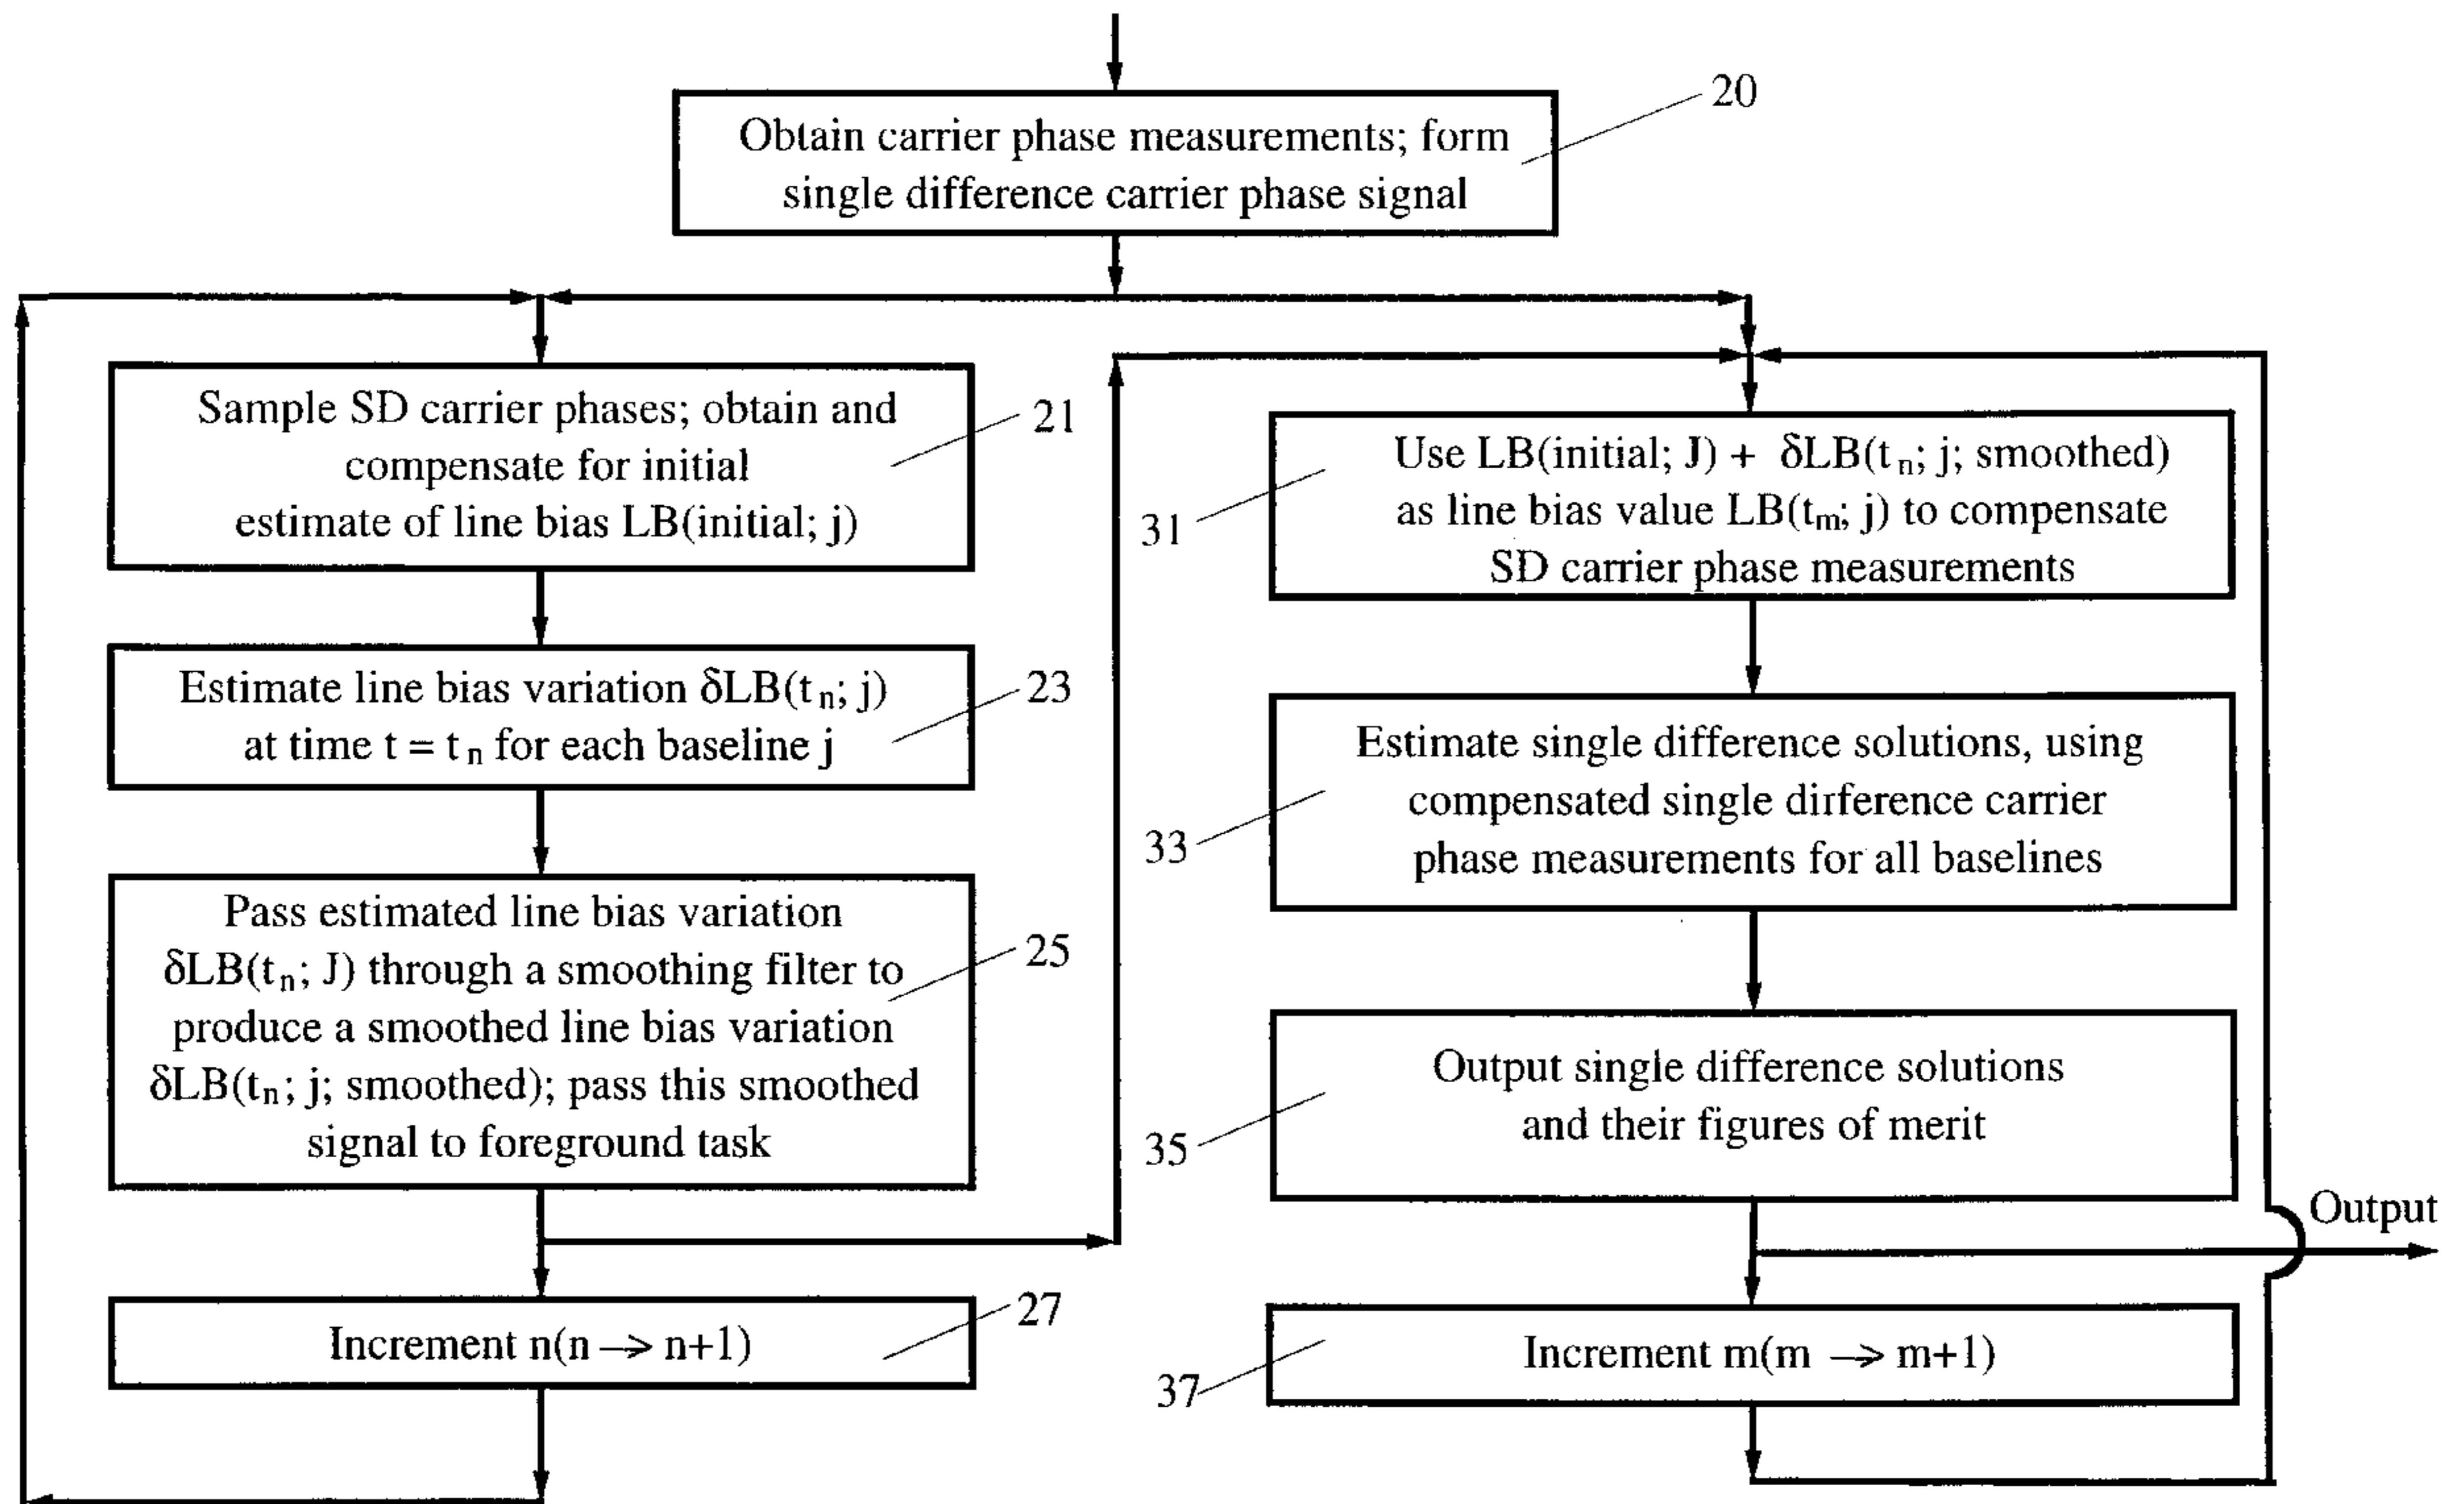 Obtain carrier phase measurements; form
single difference carrier phase signal
20
Sample SD carrier phases; obtain and
compensate for initial
estimate of line bias LB(initial; j)
21
Estimate line bias variation δLB(tn; j)
at time t = tn for each baseline j
23
Pass estimated line bias variation
δLB(tn; J) through a smoothing filter to
produce a smoothed line bias variation
δLB(tn; j; smoothed); pass this smoothed
signal to foreground task
25
Increment n(n → n+1)
27
Use LB(initial; J) + δLB(tn; j; smoothed)
as line bias value LB(tm; j) to compensate
SD carrier phase measurements
31
Estimate single difference solutions, using
compensated single difference carrier
phase measurements for all baselines
33
Output single difference solutions
and their figures of merit
35
Output
Increment m(m → m+1)
37